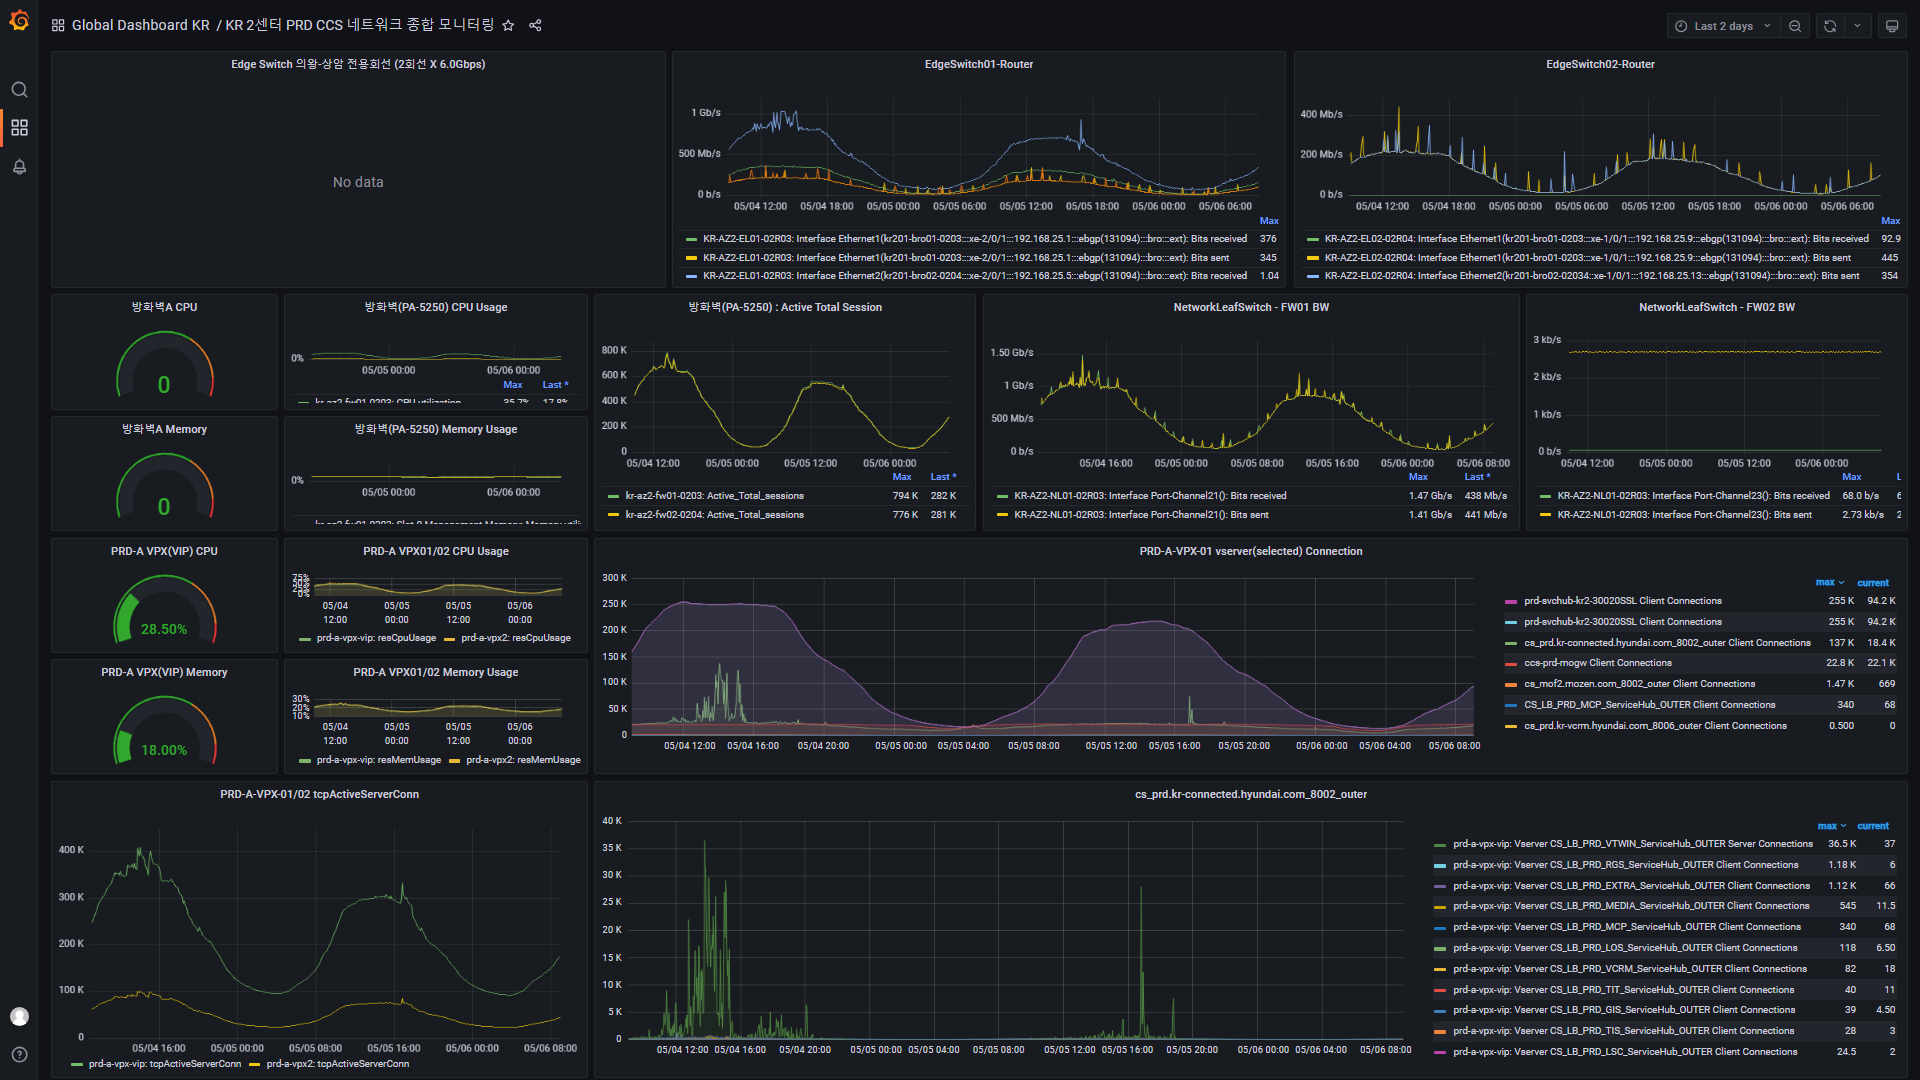 Global Dashboard KR / KR 2센터 PRD CCS 네트워크 종합 모니터링
Last 2 days
Edge Switch 의왕-상암 전용회선 (2회선 X 6.0Gbps)
No data
EdgeSwitch01-Router
1 Gb/s
500 Mb/s
0 b/s
05/04 12:00 05/04 18:00 05/05 00:00 05/05 06:00 05/05 12:00 05/05 18:00 05/06 00:00 05/06 06:00
Max
KR-AZ2-EL01-02R03: Interface Ethernet1(kr201-bro01-0203:::xe-2/0/1:::192.168.25.1:::ebgp(131094):::bro:::ext): Bits received 376
KR-AZ2-EL01-02R03: Interface Ethernet1(kr201-bro01-0203:::xe-2/0/1:::192.168.25.1:::ebgp(131094):::bro:::ext): Bits sent 345
KR-AZ2-EL01-02R03: Interface Ethernet2(kr201-bro02-0204:::xe-2/0/1:::192.168.25.5:::ebgp(131094):::bro:::ext): Bits received 1.04
EdgeSwitch02-Router
400 Mb/s
200 Mb/s
0 b/s
05/04 12:00 05/04 18:00 05/05 00:00 05/05 06:00 05/05 12:00 05/05 18:00 05/06 00:00 05/06 06:00
Max
KR-AZ2-EL02-02R04: Interface Ethernet1(kr201-bro01-0203:::xe-1/0/1:::192.168.25.9:::ebgp(131094):::bro:::ext): Bits received 92.9
KR-AZ2-EL02-02R04: Interface Ethernet1(kr201-bro01-0203:::xe-1/0/1:::192.168.25.9:::ebgp(131094):::bro:::ext): Bits sent 445
KR-AZ2-EL02-02R04: Interface Ethernet2(kr201-bro02-02034::xe-1/0/1:::192.168.25.13:::ebgp(131094):::bro:::ext): Bits sent 354
방화벽A CPU
0
방화벽(PA-5250) CPU Usage
0%
05/05 00:00 05/06 00:00
Max Last *
kr-az2-fw01-0203: CPU utilization 35.7% 17.8%
방화벽A Memory
0
방화벽(PA-5250) Memory Usage
0%
05/05 00:00 05/06 00:00
방화벽(PA-5250) : Active Total Session
800 K
600 K
400 K
200 K
0
05/04 12:00 05/05 00:00 05/05 12:00 05/06 00:00
Max Last *
kr-az2-fw01-0203: Active_Total_sessions 794 K 282 K
kr-az2-fw02-0204: Active_Total_sessions 776 K 281 K
NetworkLeafSwitch - FW01 BW
1.50 Gb/s
1 Gb/s
500 Mb/s
0 b/s
05/04 16:00 05/05 00:00 05/05 08:00 05/05 16:00 05/06 00:00 05/06 08:00
Max Last *
KR-AZ2-NL01-02R03: Interface Port-Channel21(): Bits received 1.47 Gb/s 438 Mb/s
KR-AZ2-NL01-02R03: Interface Port-Channel21(): Bits sent 1.41 Gb/s 441 Mb/s
NetworkLeafSwitch - FW02 BW
3 kb/s
2 kb/s
1 kb/s
0 b/s
05/04 12:00 05/05 00:00 05/05 12:00 05/06 00:00
Max
KR-AZ2-NL01-02R03: Interface Port-Channel23(): Bits received 68.0 b/s
KR-AZ2-NL01-02R03: Interface Port-Channel23(): Bits sent 2.73 kb/s
PRD-A VPX(VIP) CPU
28.50%
PRD-A VPX01/02 CPU Usage
75%
50%
25%
0%
05/04 05/05 05/05 05/06
12:00 00:00 12:00 00:00
prd-a-vpx-vip: resCpuUsage prd-a-vpx2: resCpuUsage
PRD-A VPX(VIP) Memory
18.00%
PRD-A VPX01/02 Memory Usage
30%
20%
10%
05/04 05/05 05/05 05/06
12:00 00:00 12:00 00:00
prd-a-vpx-vip: resMemUsage prd-a-vpx2: resMemUsage
PRD-A-VPX-01 vserver(selected) Connection
300 K
250 K
200 K
150 K
100 K
50 K
0
05/04 12:00 05/04 16:00 05/04 20:00 05/05 00:00 05/05 04:00 05/05 08:00 05/05 12:00 05/05 16:00 05/05 20:00 05/06 00:00 05/06 04:00 05/06 08:00
max current
prd-svchub-kr2-30020SSL Client Connections 255 K 94.2 K
prd-svchub-kr2-30020SSL Client Connections 255 K 94.2 K
cs_prd.kr-connected.hyundai.com_8002_outer Client Connections 137 K 18.4 K
ccs-prd-mogw Client Connections 22.8 K 22.1 K
cs_mof2.mozen.com_8002_outer Client Connections 1.47 K 669
CS_LB_PRD_MCP_ServiceHub_OUTER Client Connections 340 68
cs_prd.kr-vcrm.hyundai.com_8006_outer Client Connections 0.500 0
PRD-A-VPX-01/02 tcpActiveServerConn
400 K
300 K
200 K
100 K
0
05/04 16:00 05/05 00:00 05/05 08:00 05/05 16:00 05/06 00:00 05/06 08:00
prd-a-vpx-vip: tcpActiveServerConn prd-a-vpx2: tcpActiveServerConn
cs_prd.kr-connected.hyundai.com_8002_outer
40 K
35 K
30 K
25 K
20 K
15 K
10 K
5 K
0
05/04 12:00 05/04 16:00 05/04 20:00 05/05 00:00 05/05 04:00 05/05 08:00 05/05 12:00 05/05 16:00 05/05 20:00 05/06 00:00 05/06 04:00 05/06 08:00
max current
prd-a-vpx-vip: Vserver CS_LB_PRD_VTWIN_ServiceHub_OUTER Server Connections 36.5 K 37
prd-a-vpx-vip: Vserver CS_LB_PRD_RGS_ServiceHub_OUTER Client Connections 1.18 K 6
prd-a-vpx-vip: Vserver CS_LB_PRD_EXTRA_ServiceHub_OUTER Client Connections 1.12 K 66
prd-a-vpx-vip: Vserver CS_LB_PRD_MEDIA_ServiceHub_OUTER Client Connections 545 11.5
prd-a-vpx-vip: Vserver CS_LB_PRD_MCP_ServiceHub_OUTER Client Connections 340 68
prd-a-vpx-vip: Vserver CS_LB_PRD_LOS_ServiceHub_OUTER Client Connections 118 6.50
prd-a-vpx-vip: Vserver CS_LB_PRD_VCRM_ServiceHub_OUTER Client Connections 82 18
prd-a-vpx-vip: Vserver CS_LB_PRD_TIT_ServiceHub_OUTER Client Connections 40 11
prd-a-vpx-vip: Vserver CS_LB_PRD_GIS_ServiceHub_OUTER Client Connections 39 4.50
prd-a-vpx-vip: Vserver CS_LB_PRD_TIS_ServiceHub_OUTER Client Connections 28 3
prd-a-vpx-vip: Vserver CS_LB_PRD_LSC_ServiceHub_OUTER Client Connections 24.5 2